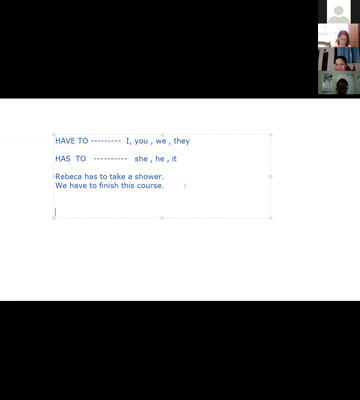 HAVE TO --------- I, you , we , they
HAS TO ---------- she , he , it
Rebeca has to take a shower.
We have to finish this course.